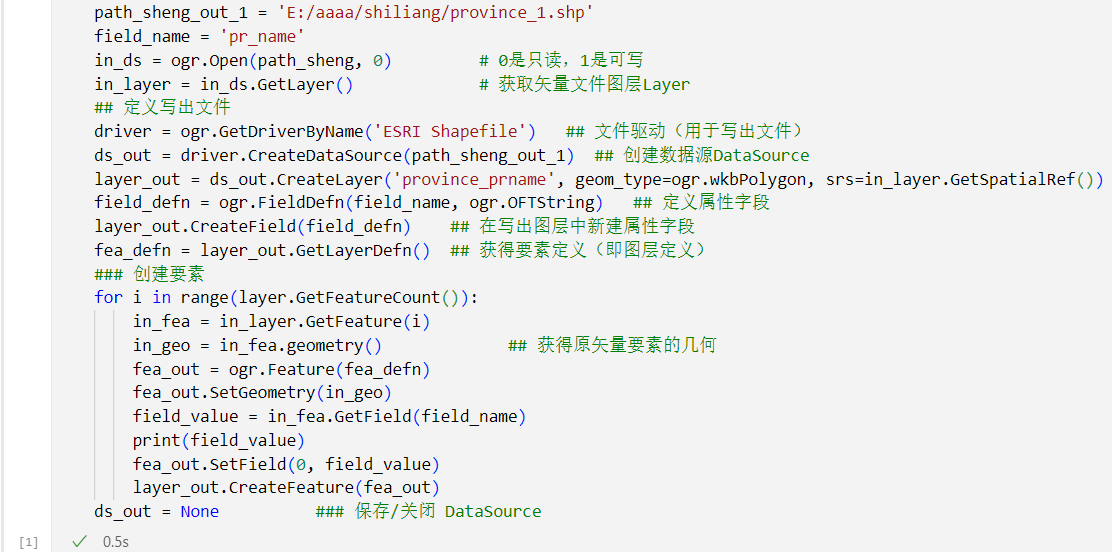 path_sheng_out_1 = 'E:/aaaa/shiliang/province_1.shp'
field_name = 'pr_name'
in_ds = ogr.Open(path_sheng, 0)         # 0是只读，1是可写
in_layer = in_ds.GetLayer()             # 获取矢量文件图层Layer
## 定义写出文件
driver = ogr.GetDriverByName('ESRI Shapefile')   ## 文件驱动（用于写出文件）
ds_out = driver.CreateDataSource(path_sheng_out_1)  ## 创建数据源DataSource
layer_out = ds_out.CreateLayer('province_prname', geom_type=ogr.wkbPolygon, srs=in_layer.GetSpatialRef())
field_defn = ogr.FieldDefn(field_name, ogr.OFTString)   ## 定义属性字段
layer_out.CreateField(field_defn)    ## 在写出图层中新建属性字段
fea_defn = layer_out.GetLayerDefn()  ## 获得要素定义（即图层定义）
### 创建要素
for i in range(layer.GetFeatureCount()):
    in_fea = in_layer.GetFeature(i)
    in_geo = in_fea.geometry()             ## 获得原矢量要素的几何
    fea_out = ogr.Feature(fea_defn)
    fea_out.SetGeometry(in_geo)
    field_value = in_fea.GetField(field_name)
    print(field_value)
    fea_out.SetField(0, field_value)
    layer_out.CreateFeature(fea_out)
ds_out = None          ### 保存/关闭 DataSource
[1] ✓ 0.5s